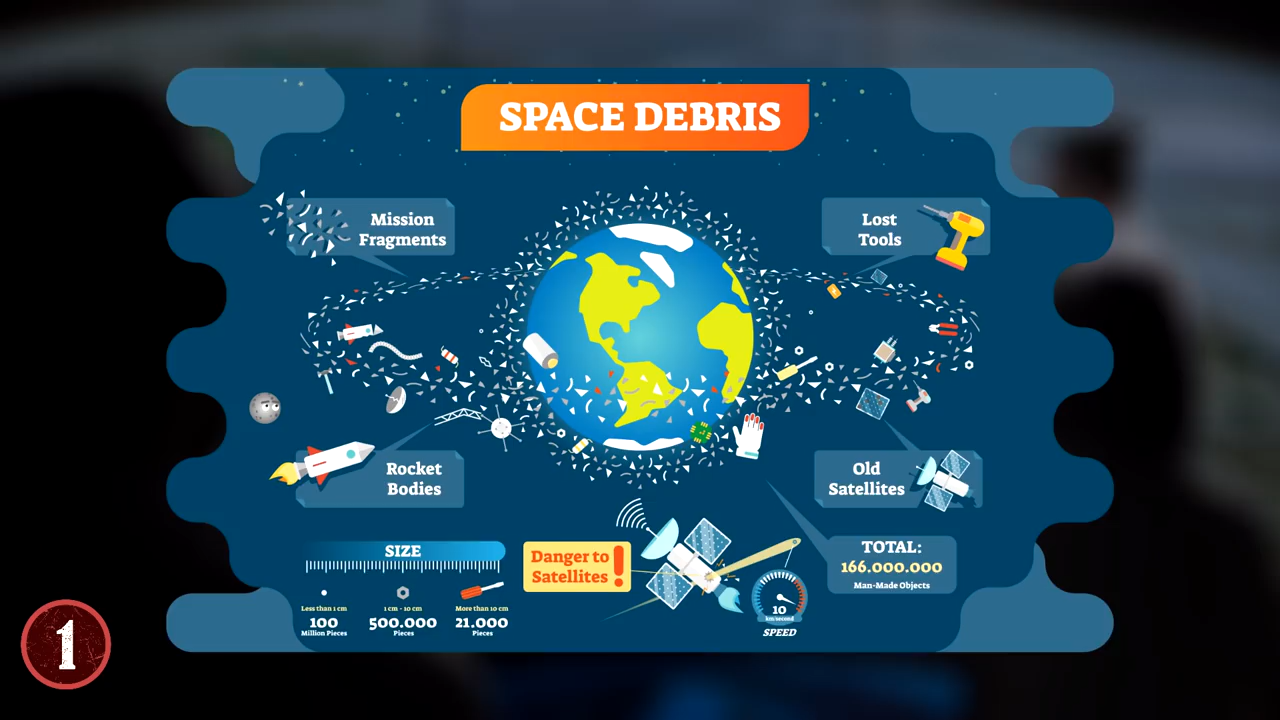 SPACE DEBRIS
Mission
Fragments
Lost
Tools
Rocket
Bodies
Old
Satellites
SIZE
Less than 1 cm
100
Million Pieces
1 cm - 10 cm
500.000
Pieces
More than 10 cm
21.000
Pieces
Danger to
Satellites
!
10
km/second
SPEED
TOTAL:
166.000.000
Man-Made Objects
1